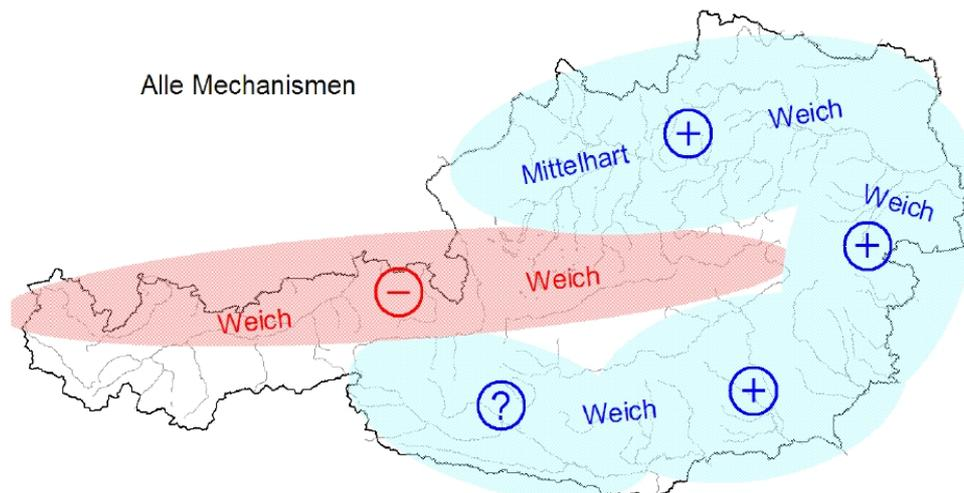 Alle Mechanismen
+
Weich
Mittelhart
Weich
+
Weich
−
Weich
+
?
Weich